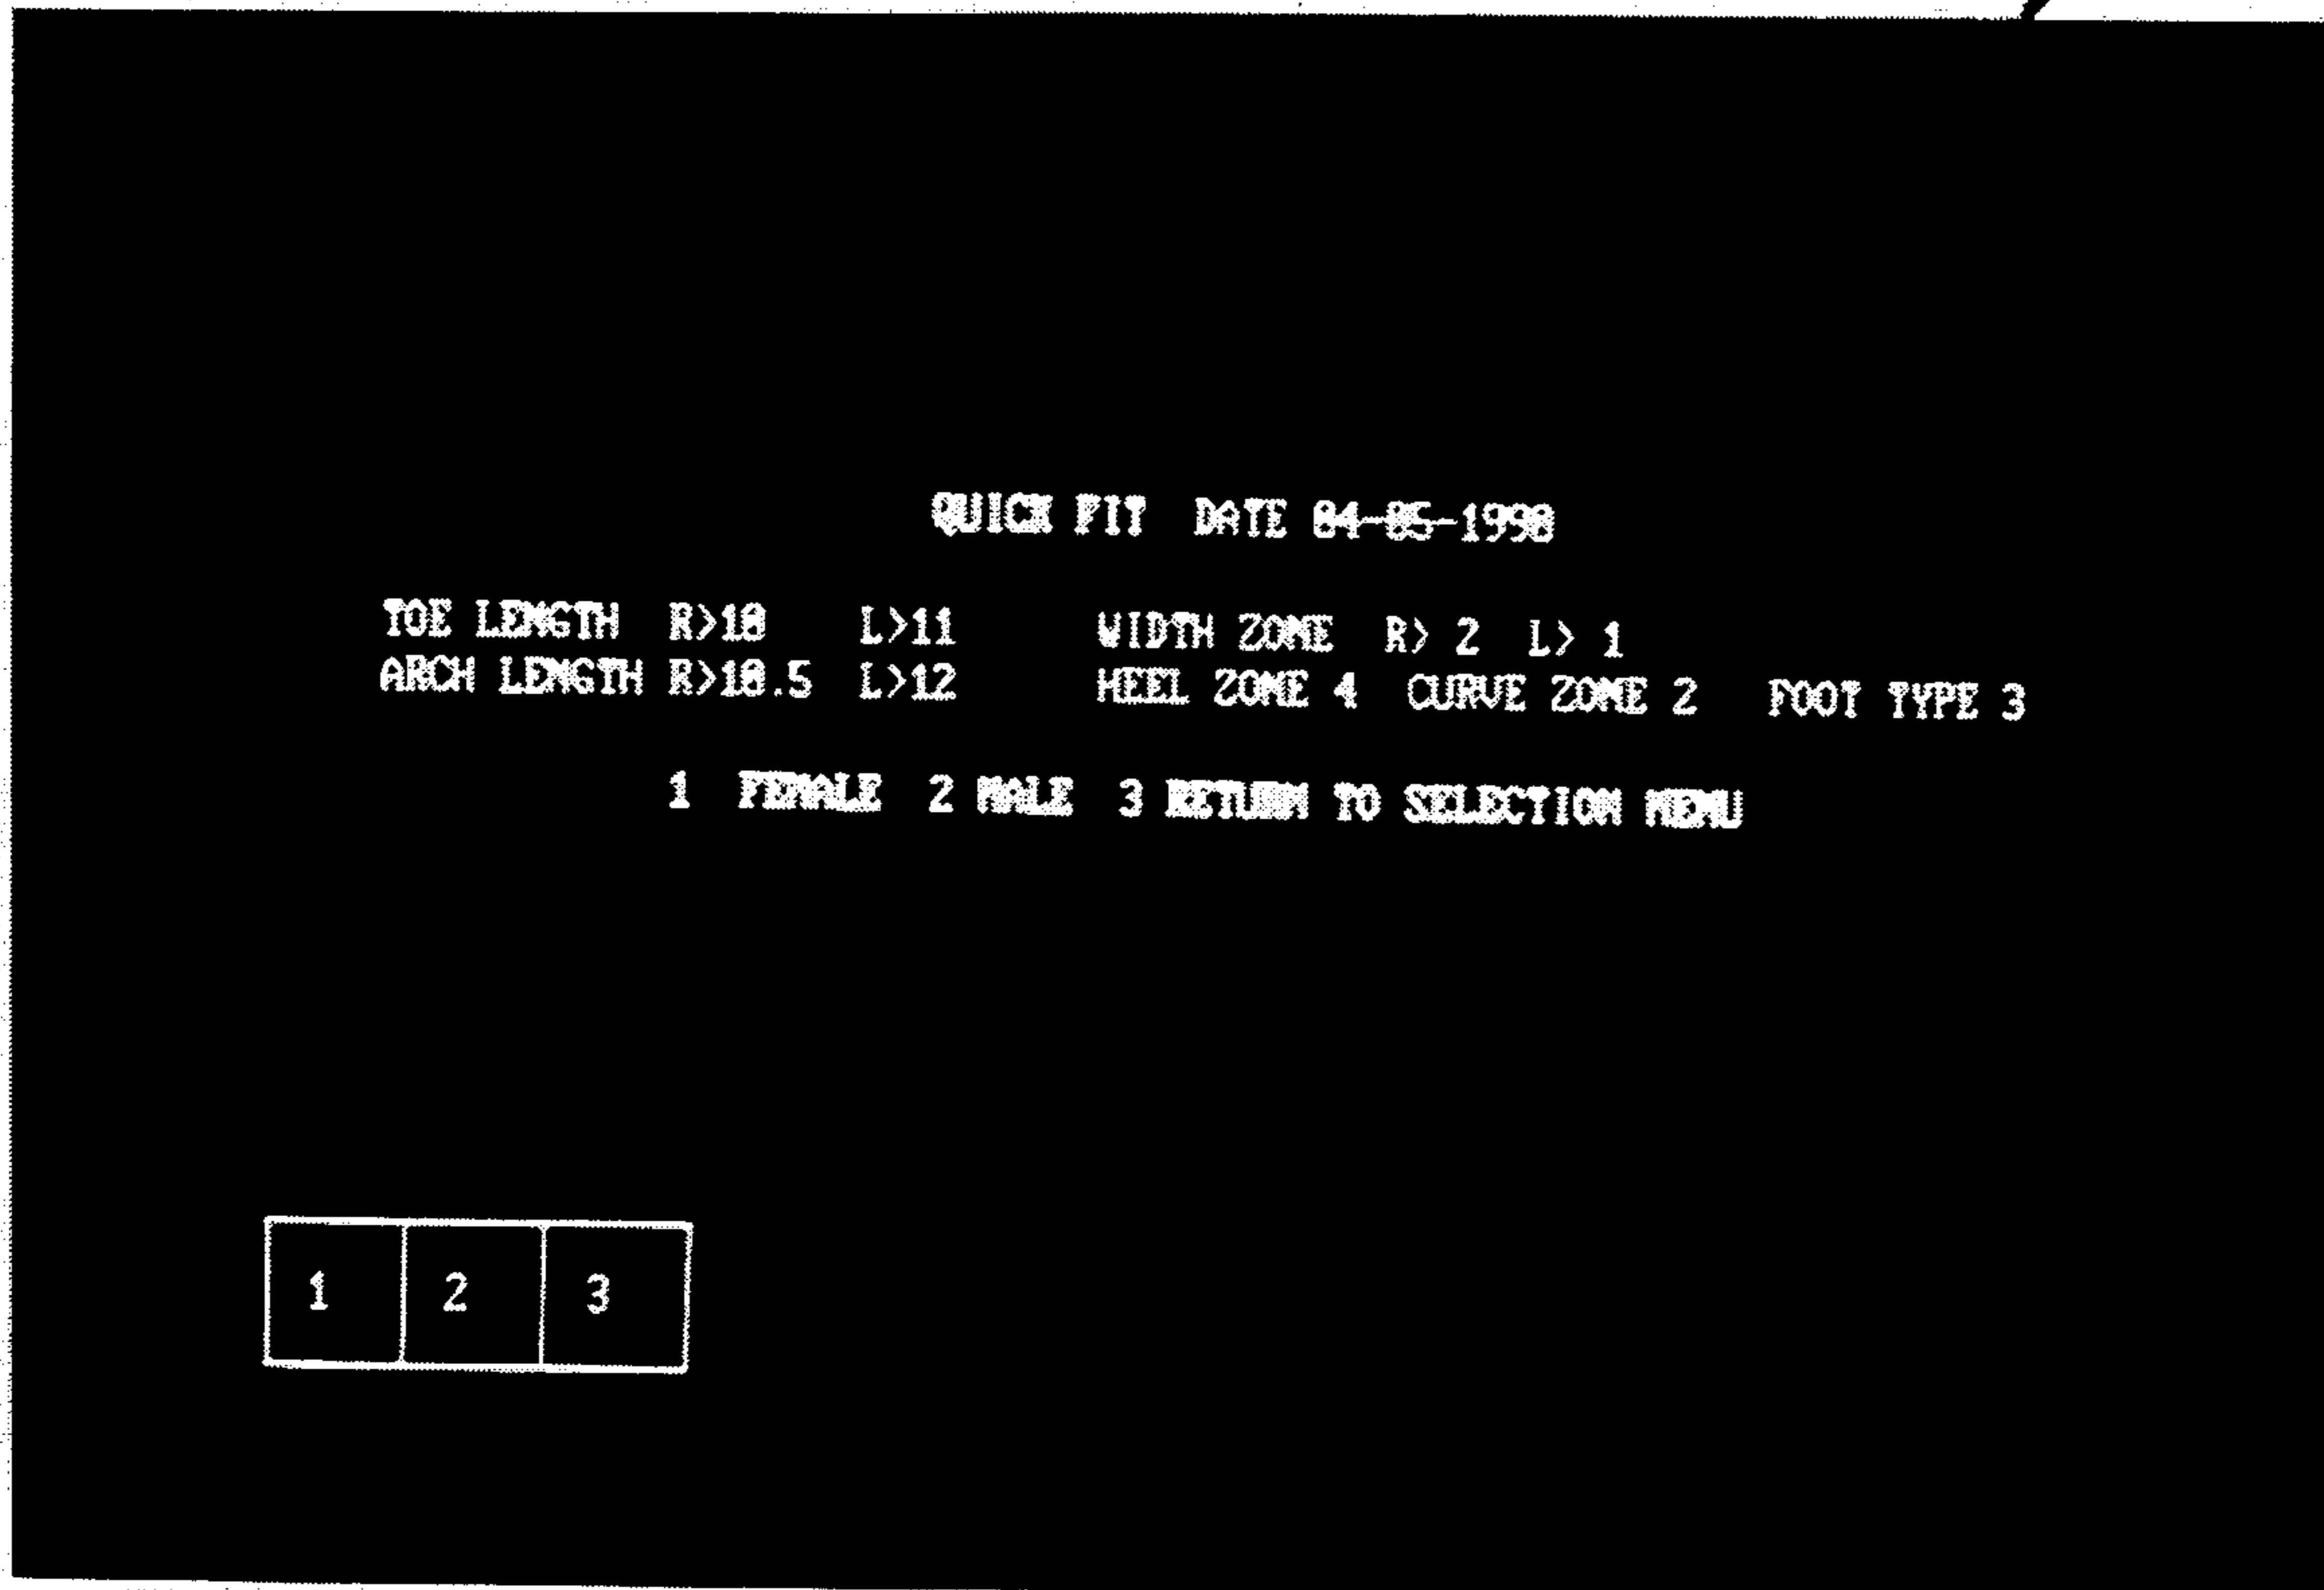 QUICK FIT DATE 04-05-1990
TOE LENGTH R>10 L>11 WIDTH ZONE R> 2 L> 1
ARCH LENGTH R>10.5 L>12 HEEL ZONE 4 CURVE ZONE 2 FOOT TYPE 3
1 FEMALE 2 MALE 3 RETURN TO SELECTION MENU
1 2 3